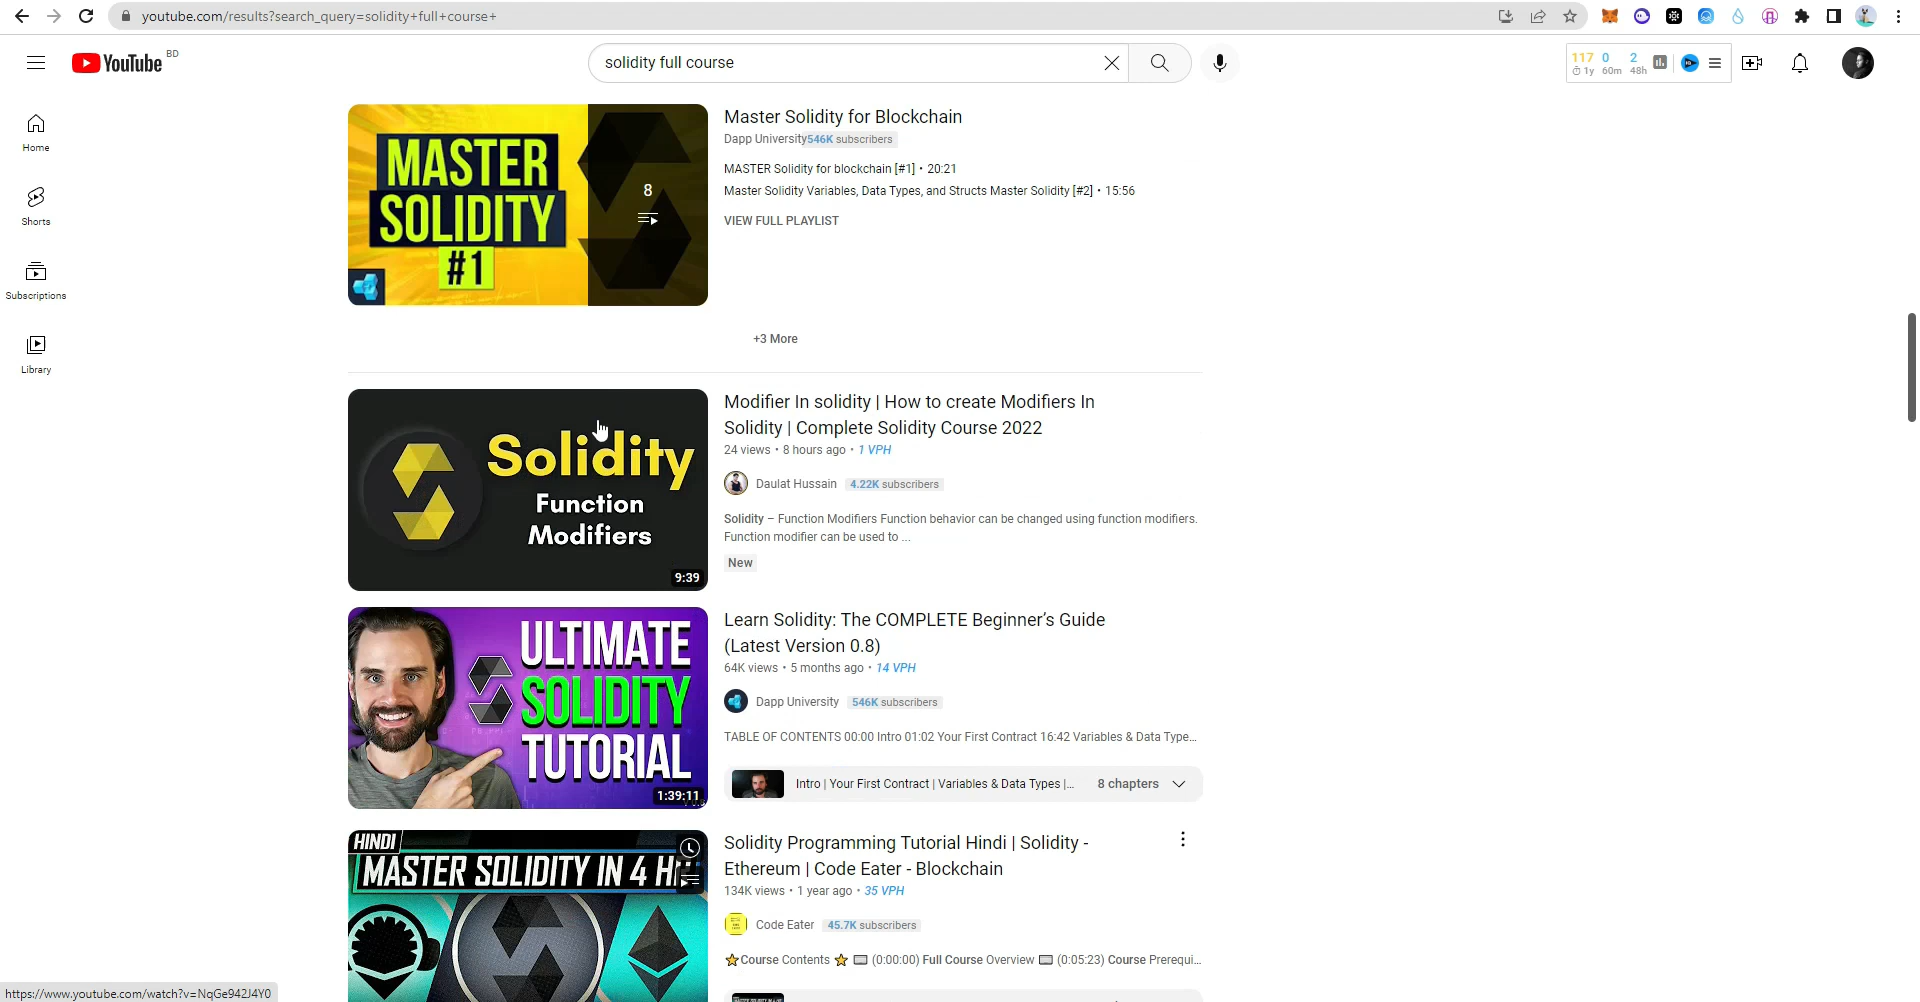 youtube.com/results?search_query=solidity+full+course+
YouTube BD
solidity full course
117 0 2
1y 60m 48h
Home
Shorts
Subscriptions
Library
MASTER
SOLIDITY
#1
8
Master Solidity for Blockchain
Dapp University 546K subscribers
MASTER Solidity for blockchain [#1] • 20:21
Master Solidity Variables, Data Types, and Structs Master Solidity [#2] • 15:56
VIEW FULL PLAYLIST
+3 More
Solidity
Function
Modifiers
9:39
Modifier In solidity | How to create Modifiers In
Solidity | Complete Solidity Course 2022
24 views • 8 hours ago • 1 VPH
Daulat Hussain 4.22K subscribers
Solidity – Function Modifiers Function behavior can be changed using function modifiers.
Function modifier can be used to ...
New
ULTIMATE
SOLIDITY
TUTORIAL
1:39:11
Learn Solidity: The COMPLETE Beginner's Guide
(Latest Version 0.8)
64K views • 5 months ago • 14 VPH
Dapp University 546K subscribers
TABLE OF CONTENTS 00:00 Intro 01:02 Your First Contract 16:42 Variables & Data Type...
Intro | Your First Contract | Variables & Data Types |... 8 chapters
HINDI
MASTER SOLIDITY IN 4
Solidity Programming Tutorial Hindi | Solidity -
Ethereum | Code Eater - Blockchain
134K views • 1 year ago • 35 VPH
Code Eater 45.7K subscribers
⭐Course Contents ⭐ ⌨️ (0:00:00) Full Course Overview ⌨️ (0:05:23) Course Prerequi...
https://www.youtube.com/watch?v=NqGe942J4Y0